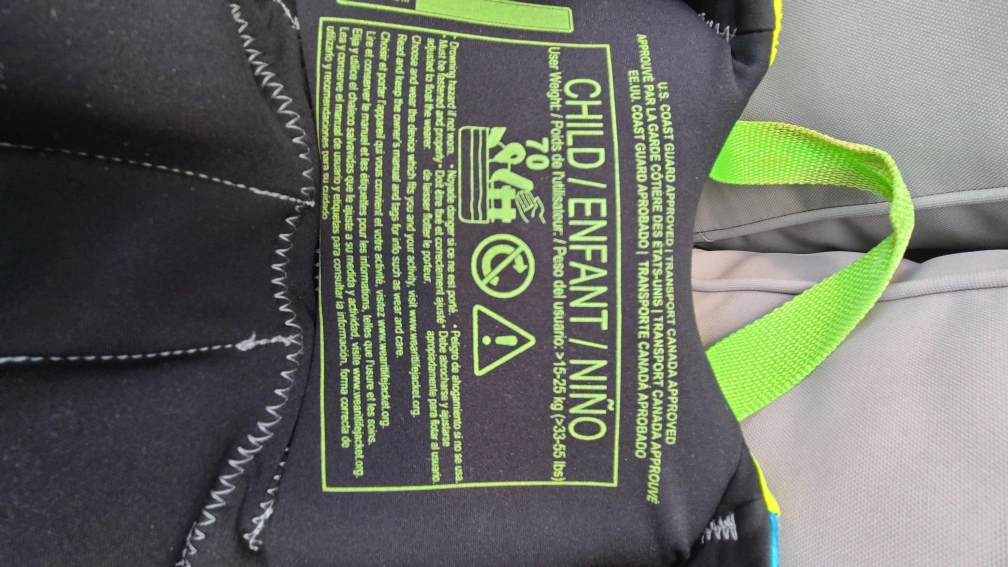 U.S. COAST GUARD APPROVED | TRANSPORT CANADA APPROVED
APPROUVÉ PAR LA GARDE CÔTIÈRE DES ÉTATS-UNIS | TRANSPORT CANADA APPROUVÉ
EE.UU. COAST GUARD APROBADO | TRANSPORTE CANADÁ APROBADO
CHILD / ENFANT / NIÑO
User Weight: / Poids de l'utilisateur: / Peso del usuario: >15-25 kg (>33-55 lbs)
70
• Drowning hazard if not worn. • Noyade danger si ce ne est porté. • Peligro de ahogamiento si no se usa.
• Must be fastened and properly • Doit être fixé et correctement ajusté • Debe abrocharse y ajustarse
adjusted to float the wearer. de laisser flotter le porteur. apropiadamente para flotar al usuario.
Choose and wear the device which fits you and your activity, visit www.wearitlifejacket.org.
Read and keep the owner's manual and tags for info such as wear and care.
Choisir et porter l'appareil qui vous convient et votre activité, visitez www.wearitlifejacket.org.
Lire et conserver le manuel et les étiquettes pour les informations, telles que l'usure et les soins.
Elija y utilice el chaleco salvavidas que le ajuste a su medida y actividad, visite www.wearitlifejacket.org.
Lea y conserve el manual de usuario y etiquetas para consultar la información, forma correcta de
utilizarlo y recomendaciones para su cuidado